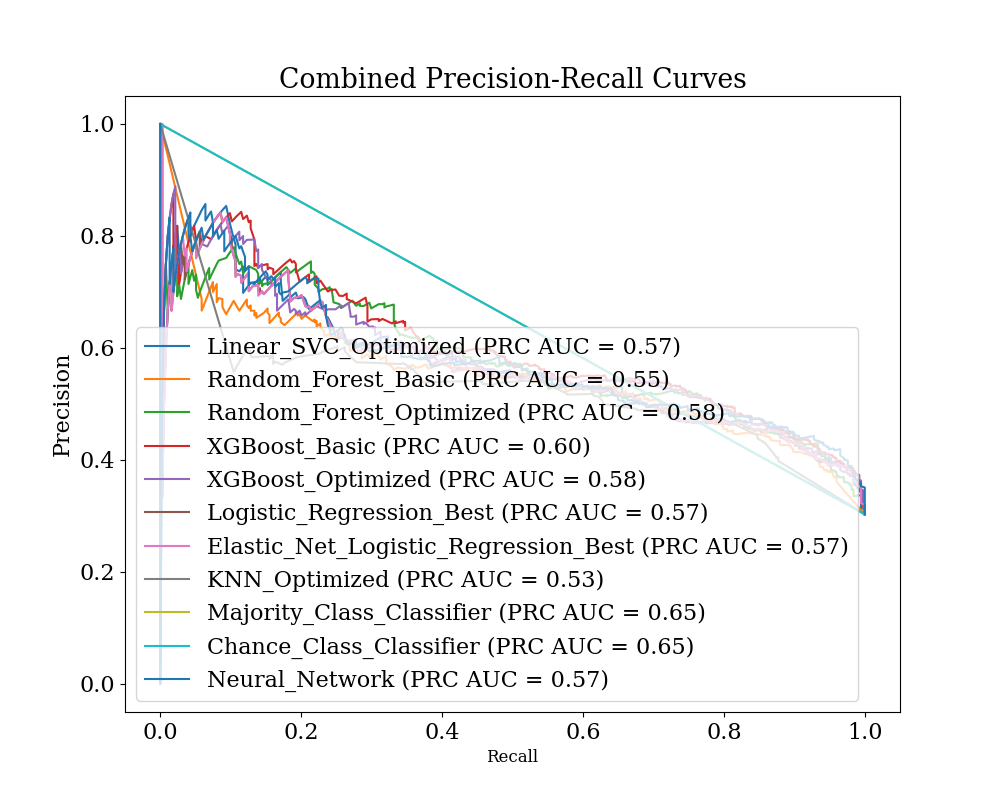 Combined Precision-Recall Curves
1.0
0.8
0.6
0.4
0.2
0.0
Precision
Linear_SVC_Optimized (PRC AUC = 0.57)
Random_Forest_Basic (PRC AUC = 0.55)
Random_Forest_Optimized (PRC AUC = 0.58)
XGBoost_Basic (PRC AUC = 0.60)
XGBoost_Optimized (PRC AUC = 0.58)
Logistic_Regression_Best (PRC AUC = 0.57)
Elastic_Net_Logistic_Regression_Best (PRC AUC = 0.57)
KNN_Optimized (PRC AUC = 0.53)
Majority_Class_Classifier (PRC AUC = 0.65)
Chance_Class_Classifier (PRC AUC = 0.65)
Neural_Network (PRC AUC = 0.57)
0.0 0.2 0.4 0.6 0.8 1.0
Recall